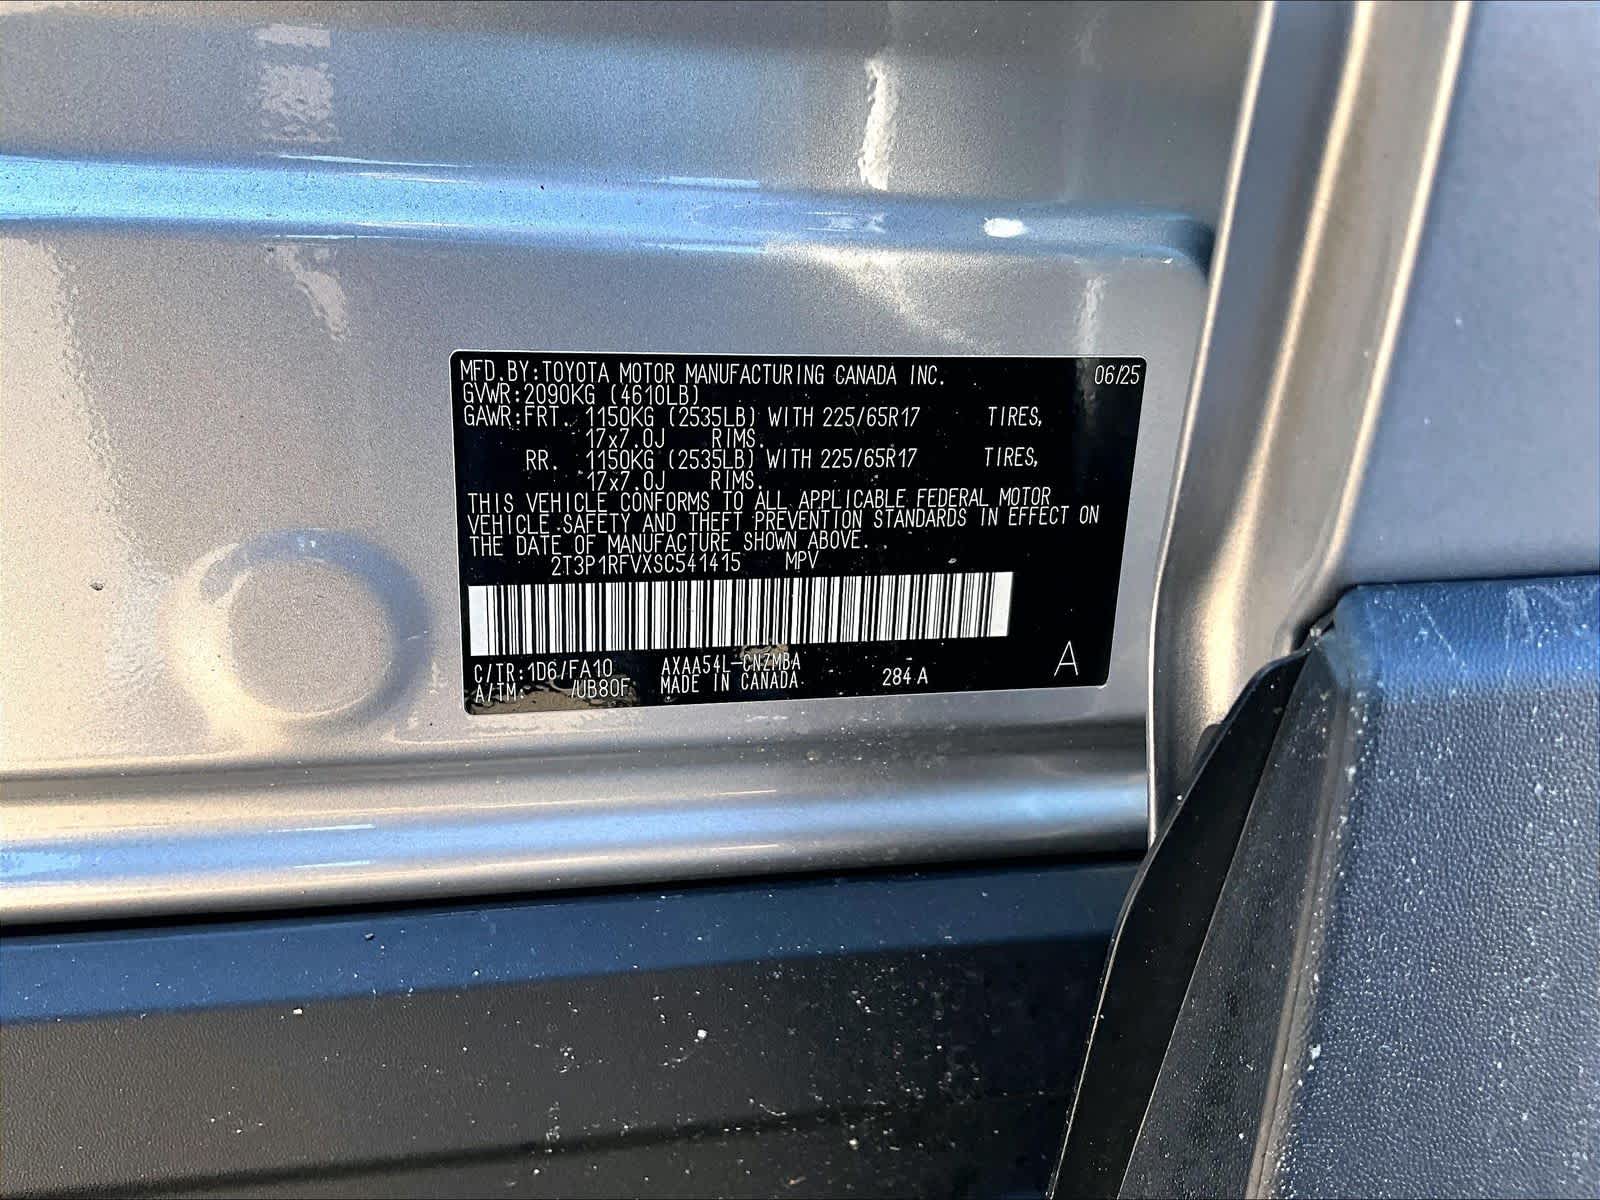 MFD.BY:TOYOTA MOTOR MANUFACTURING CANADA INC. 06/25
GVWR:2090KG (4610LB)
GAWR:FRT. 1150KG (2535LB) WITH 225/65R17 TIRES,
17x7.0J RIMS.
RR. 1150KG (2535LB) WITH 225/65R17 TIRES,
17x7.0J RIMS.
THIS VEHICLE CONFORMS TO ALL APPLICABLE FEDERAL MOTOR
VEHICLE SAFETY AND THEFT PREVENTION STANDARDS IN EFFECT ON
THE DATE OF MANUFACTURE SHOWN ABOVE.
2T3P1RFVXSC541415 MPV
C/TR:1D6/FA10 AXAA54L-CNZMBA
A/TM: /UB80F MADE IN CANADA 284 A
A